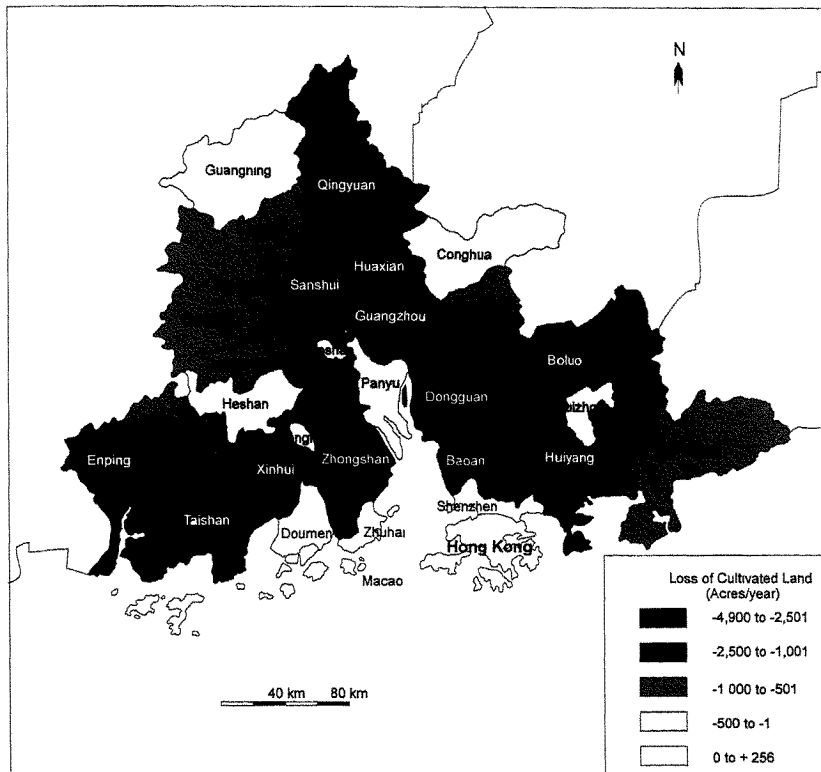 N
Guangning
Qingyuan
Conghua
Huaxian
Sanshui
Guangzhou
Boluo
Panyu
Heshan
Dongguan
Enping
Xinhui
Zhongshan
Baoan
Huiyang
Taishan
Shenzhen
Doumen
Zhuhai
Hong Kong
Macao
40 km 80 km
Loss of Cultivated Land
(Acres/year)
-4,900 to -2,501
-2,500 to -1,001
-1 000 to -501
-500 to -1
0 to + 256